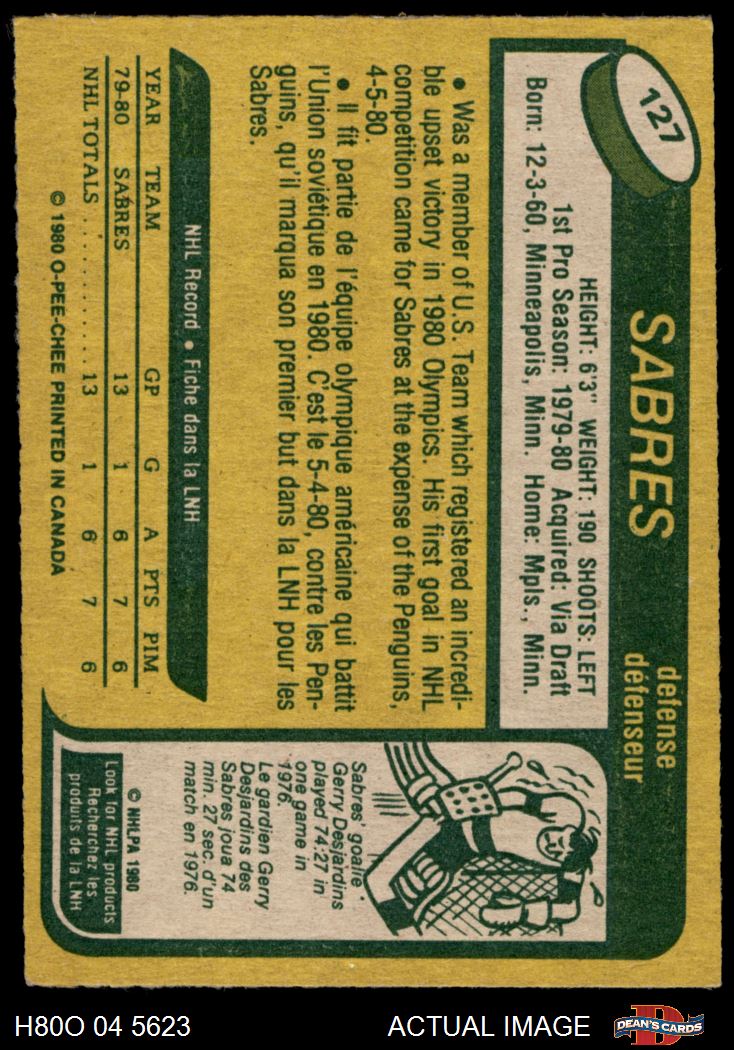 127
SABRES
defense
défenseur
HEIGHT: 6'3" WEIGHT: 190 SHOOTS: LEFT
1st Pro Season: 1979-80 Acquired: Via Draft
Born: 12-3-60, Minneapolis, Minn. Home: Mpls., Minn.
• Was a member of U.S. Team which registered an incredi-
ble upset victory in 1980 Olympics. His first goal in NHL
competition came for Sabres at the expense of the Penguins,
4-5-80.
• Il fit partie de l'équipe olympique américaine qui battit
l'Union soviétique en 1980. C'est le 5-4-80, contre les Pen-
guins, qu'il marqua son premier but dans la LNH pour les
Sabres.
NHL Record • Fiche dans la LNH
YEAR TEAM GP G A PTS PIM
79-80 SABRES 13 1 6 7 6
NHL TOTALS . . . . . . . . . . . 13 1 6 7 6
© 1980 O-PEE-CHEE PRINTED IN CANADA
Sabres' goalie
Gerry Desjardins
played 74.27 in
one game in
1976.
Le gardien Gerry
Desjardins des
Sabres joua 74
min. 27 sec. d'un
match en 1976.
© NHLPA 1980
Look for NHL products
Recherchez les
produits de la LNH
H80O 04 5623
ACTUAL IMAGE
D
DEAN'S CARDS